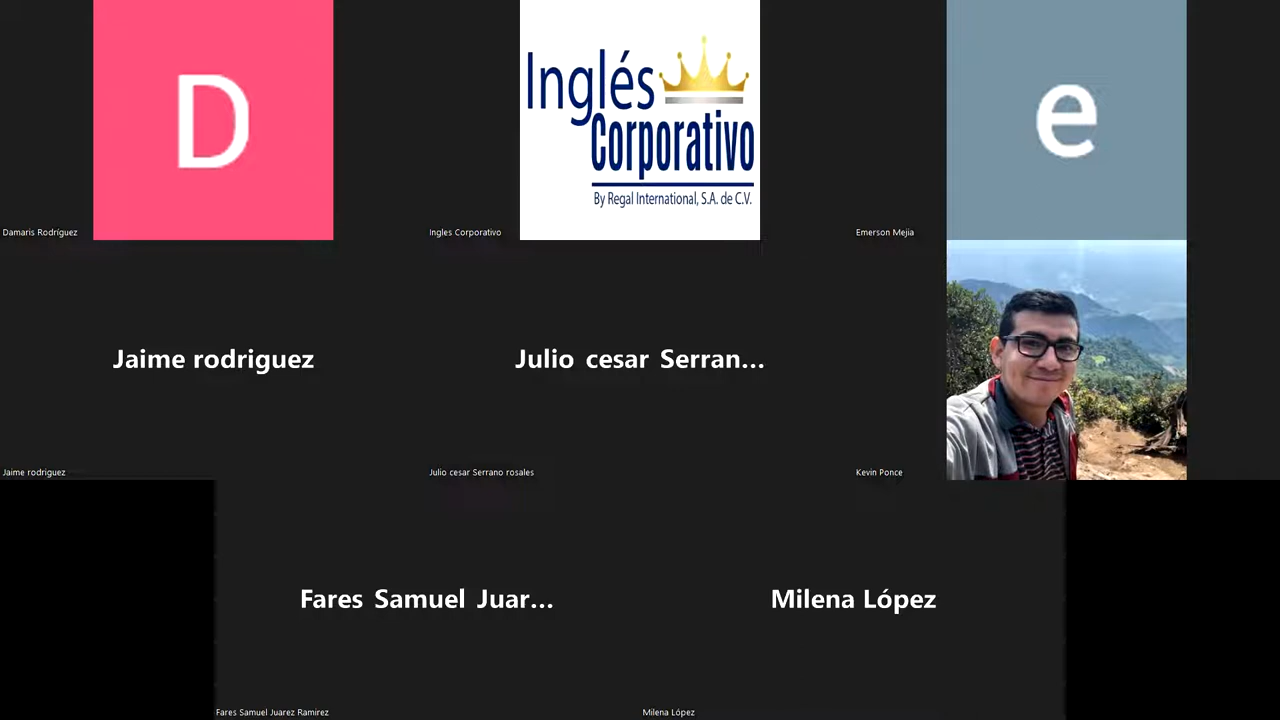 D
Inglés
Corporativo
By Regal International, S.A. de C.V.
e
Damaris Rodríguez
Ingles Corporativo
Emerson Mejia
Jaime rodriguez
Julio cesar Serran...
Jaime rodriguez
Julio cesar Serrano rosales
Kevin Ponce
Fares Samuel Juar...
Milena López
Fares Samuel Juarez Ramirez
Milena López